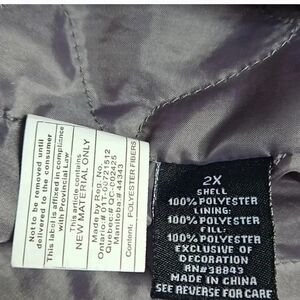 Not to be removed until
delivered to the consumer
This label is affixed in compliance
with Provincial Law
This article contains
NEW MATERIAL ONLY
Made by Reg. No.
Ontario# 01T-00721512
Quebec# QC-002425
Manitoba # 44343
Content: POLYESTER FIBERS
2X
SHELL
100% POLYESTER
LINING:
100% POLYESTER
FILL:
100% POLYESTER
EXCLUSIVE OF
DECORATION
RN#38843
MADE IN CHINA
SEE REVERSE FOR CARE